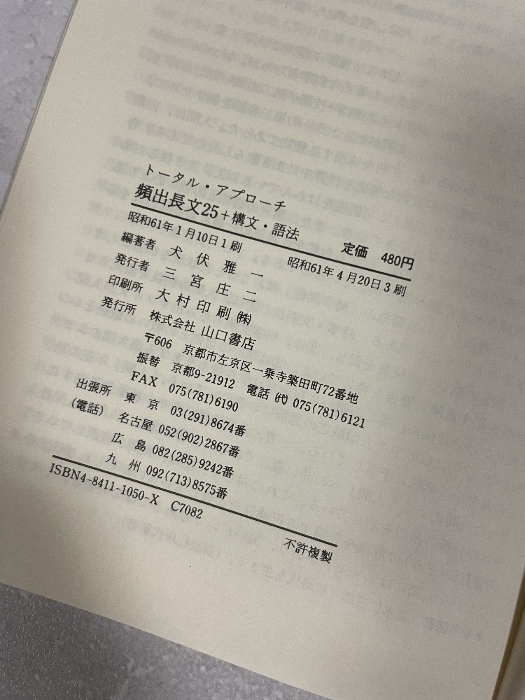 トータル・アプローチ
頻出長文25+構文・語法
定価 480円
昭和61年1月10日1刷
昭和61年4月20日3刷
編著者 犬伏雅一
発行者 三宮庄二
印刷所 大村印刷㈱
発行所 株式会社 山口書店
〒606 京都市左京区一乗寺築田町72番地
振替 京都9-21912 電話 ㈹ 075(781)6121
FAX 075(781)6190
出張所 東京 03(291)8674番
(電話) 名古屋 052(902)2867番
広島 082(285)9242番
九州 092(713)8575番
ISBN4-8411-1050-X C7082
不許複製